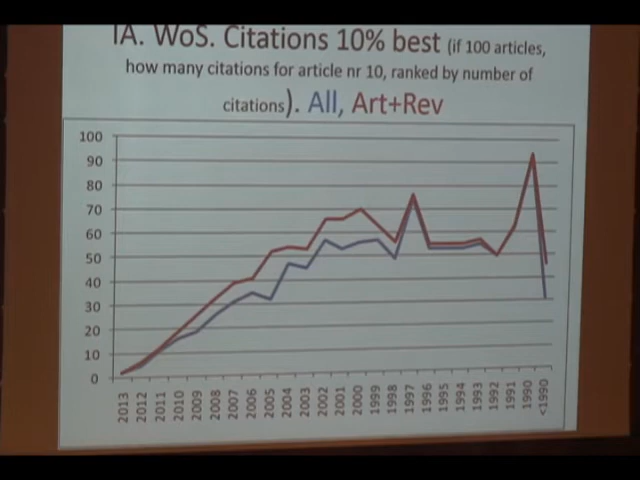 IA. WoS. Citations 10% best (if 100 articles,
how many citations for article nr 10, ranked by number of
citations). All, Art+Rev
100
90
80
70
60
50
40
30
20
10
0
2013 2012 2011 2010 2009 2008 2007 2006 2005 2004 2003 2002 2001 2000 1999 1998 1997 1996 1995 1994 1993 1992 1991 1990 <1990